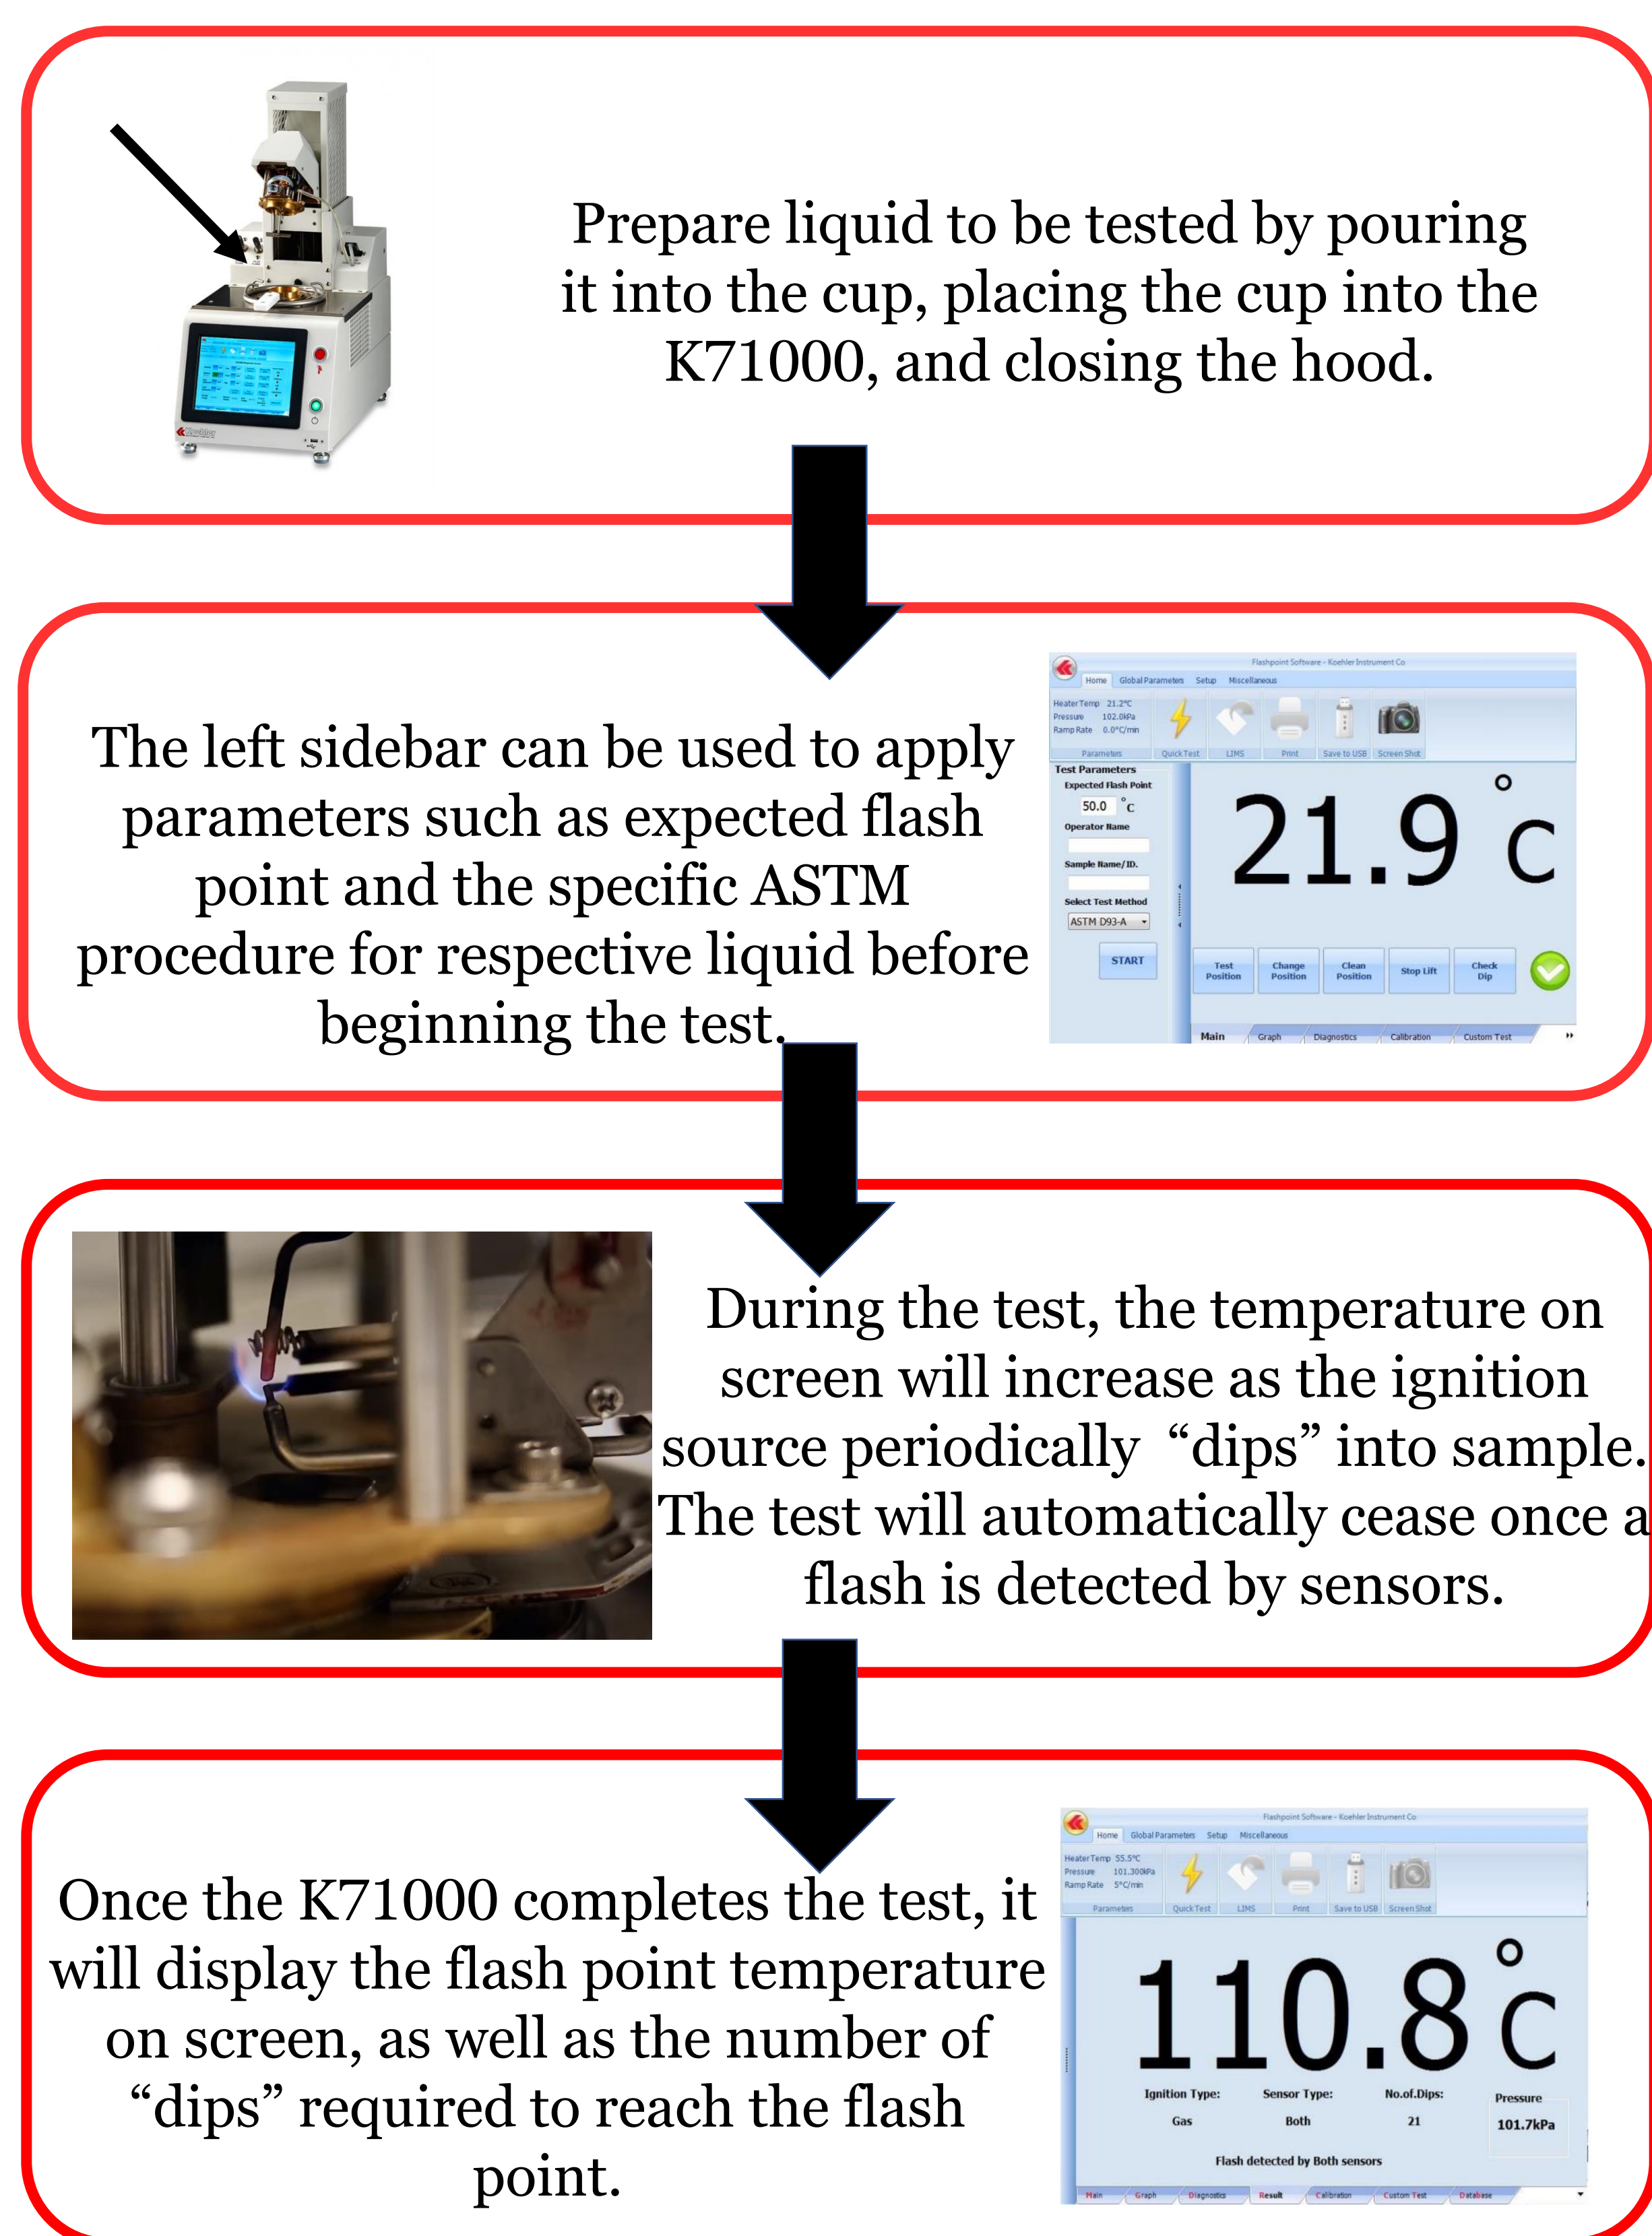 Prepare liquid to be tested by pouring
it into the cup, placing the cup into the
K71000, and closing the hood.
Koehler
The left sidebar can be used to apply
parameters such as expected flash
point and the specific ASTM
procedure for respective liquid before
beginning the test.
Flashpoint Software - Koehler Instrument Co
Home Global Parameters Setup Miscellaneous
Heater Temp 21.2°C
Pressure 102.0kPa
Ramp Rate 0.0°C/min
Parameters Quick Test LIMS Print Save to USB Screen Shot
Test Parameters
Expected Flash Point
50.0 °C
Operator Name
Sample Name/ID.
Select Test Method
ASTM D93-A
START
21.9 °C
Test Position
Change Position
Clean Position
Stop Lift
Check Dip
Main Graph Diagnostics Calibration Custom Test
During the test, the temperature on
screen will increase as the ignition
source periodically “dips” into sample.
The test will automatically cease once a
flash is detected by sensors.
Once the K71000 completes the test, it
will display the flash point temperature
on screen, as well as the number of
“dips” required to reach the flash
point.
Flashpoint Software - Koehler Instrument Co
Home Global Parameters Setup Miscellaneous
Heater Temp 55.5°C
Pressure 101.300kPa
Ramp Rate 5°C/min
Parameters Quick Test LIMS Print Save to USB Screen Shot
110.8 °C
Ignition Type: Sensor Type: No.of.Dips: Pressure
Gas Both 21 101.7kPa
Flash detected by Both sensors
Main Graph Diagnostics Result Calibration Custom Test Database